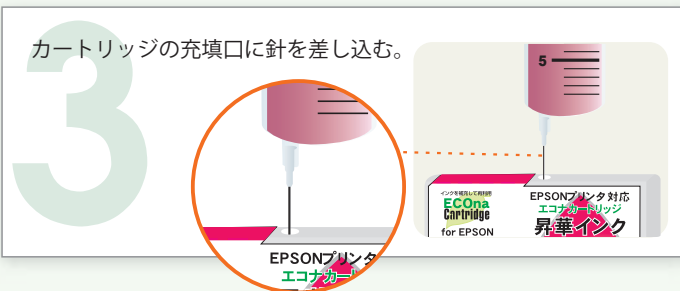 3
カートリッジの充填口に針を差し込む。
5
インクを補充して再利用
ECOna
Cartridge
for EPSON
EPSONプリンタ対応
エコナカートリッジ
昇華インク
EPSONプリンタ
エコナカート